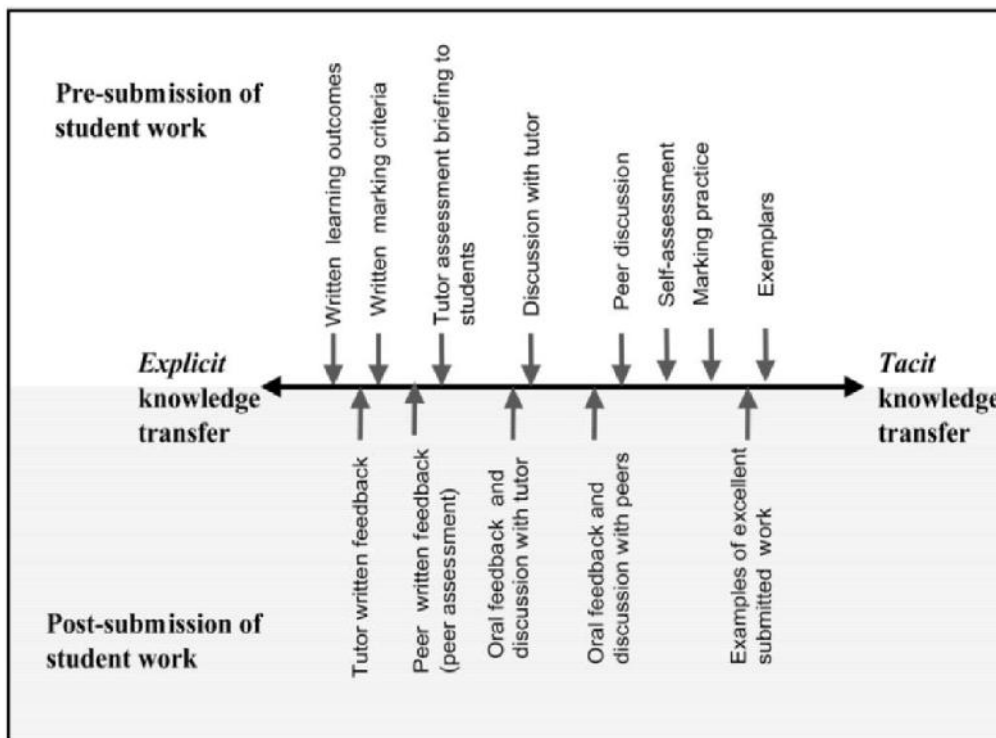 Pre-submission of
student work
Written learning outcomes
Written marking criteria
Tutor assessment briefing to
students
Discussion with tutor
Peer discussion
Self-assessment
Marking practice
Exemplars
Explicit
knowledge
transfer
Tacit
knowledge
transfer
Tutor written feedback
Peer written feedback
(peer assessment)
Oral feedback and
discussion with tutor
Oral feedback and
discussion with peers
Examples of excellent
submitted work
Post-submission of
student work